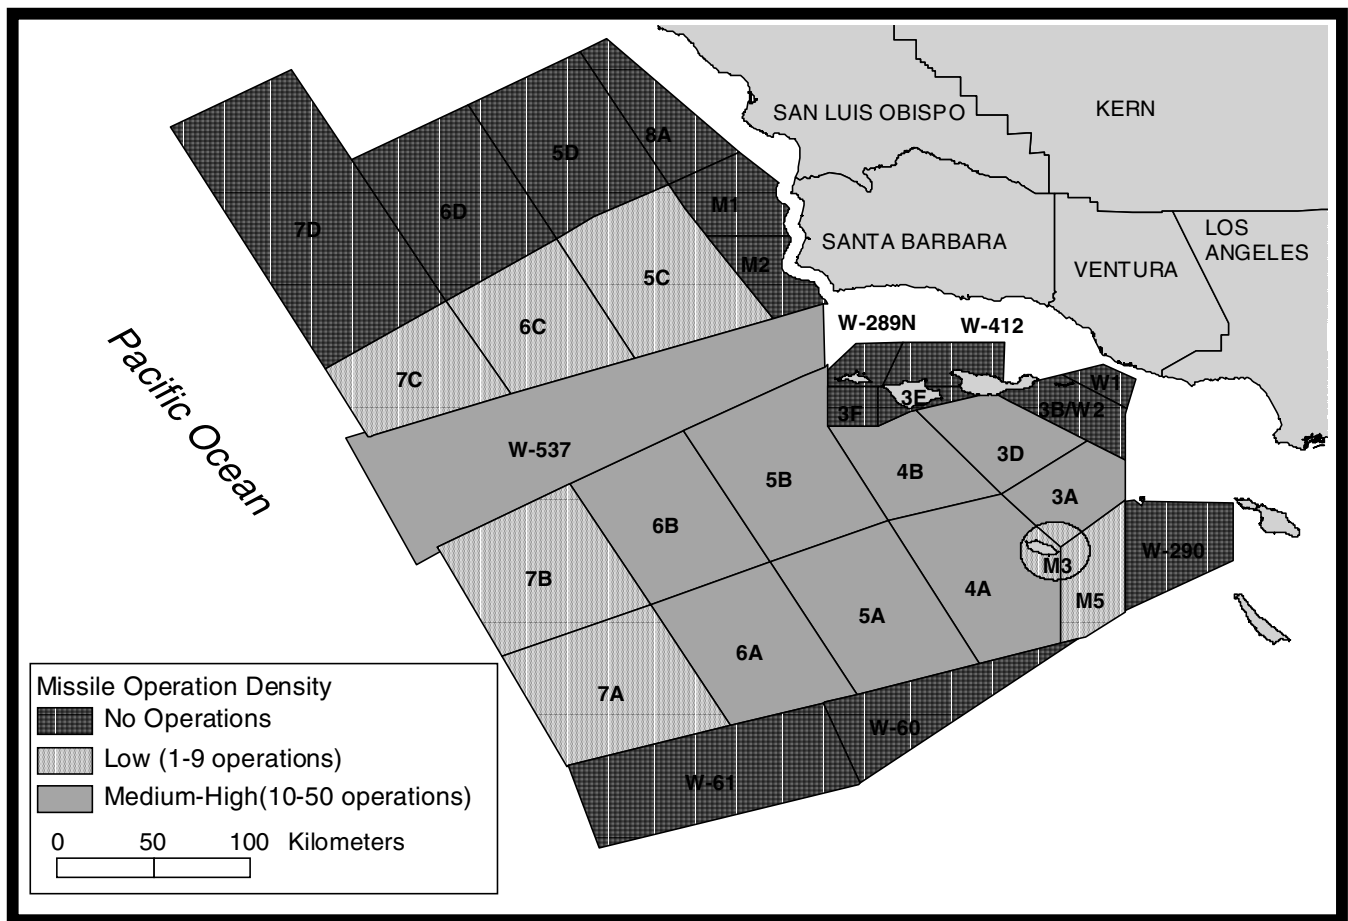 SAN LUIS OBISPO
KERN
8A
5D
6D
7D
M1
M2
SANTA BARBARA
VENTURA
LOS
ANGELES
5C
6C
7C
W-289N
W-412
Pacific Ocean
W1
3E
3F
3B/W2
W-537
3D
4B
5B
3A
6B
W-290
M3
7B
4A
M5
5A
6A
7A
W-60
W-61
Missile Operation Density
No Operations
Low (1-9 operations)
Medium-High(10-50 operations)
0 50 100 Kilometers